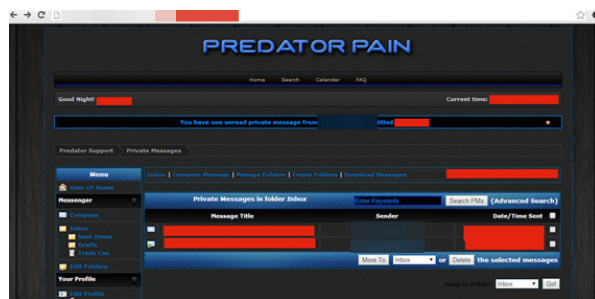 PREDATOR PAIN
Home Search Calendar FAQ
Good Night! Current time:
You have one unread private message from titled
Predator Support Private Messages
Menu
Inbox | Compose Message | Manage Folders | Empty Folders | Download Messages
User CP Home
Messenger
Private Messages in folder Inbox
Enter Keywords
Search PMs
(Advanced Search)
Compose
Message Title Sender Date/Time Sent
Inbox
Sent Items
Drafts
Trash Can
Move To Inbox or Delete the selected messages
Edit Folders
Your Profile
Jump to Folder: Inbox Go!
Edit Profile